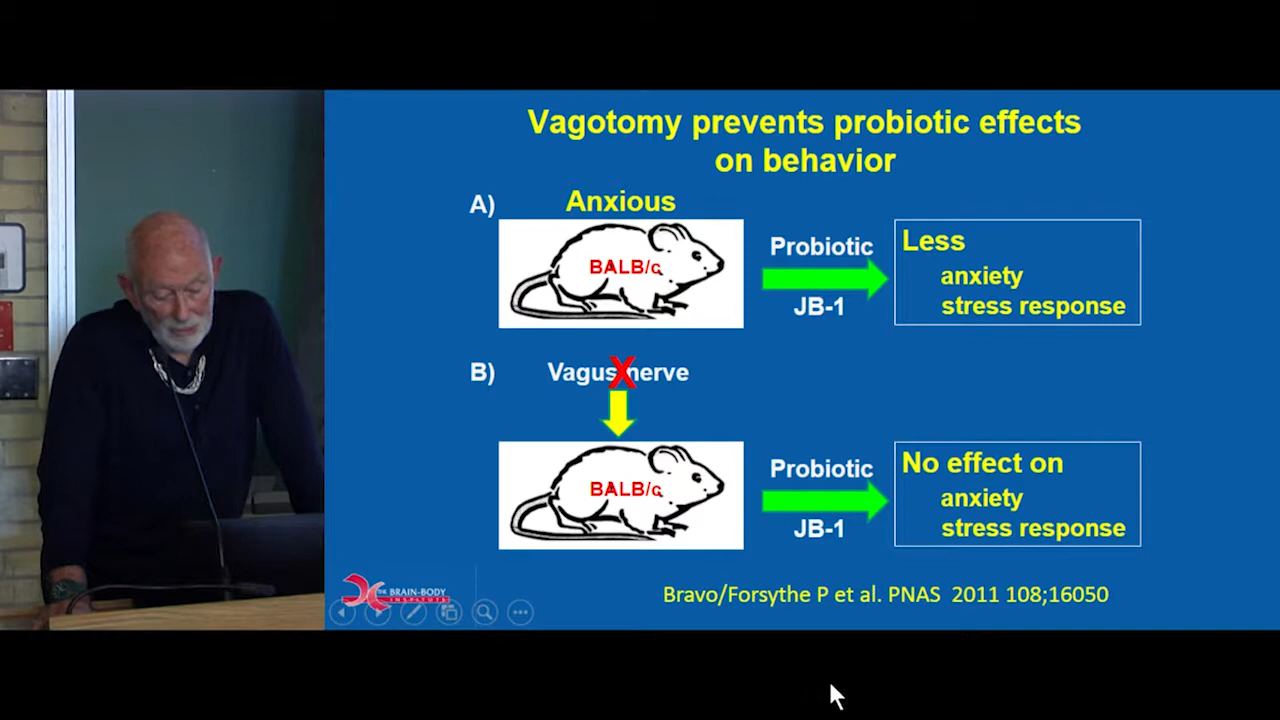 Vagotomy prevents probiotic effects
on behavior
A) Anxious
BALB/c
Probiotic
JB-1
Less
anxiety
stress response
B) Vagus nerve
X
BALB/c
Probiotic
JB-1
No effect on
anxiety
stress response
THE BRAIN-BODY
INSTITUTE
Bravo/Forsythe P et al. PNAS 2011 108;16050